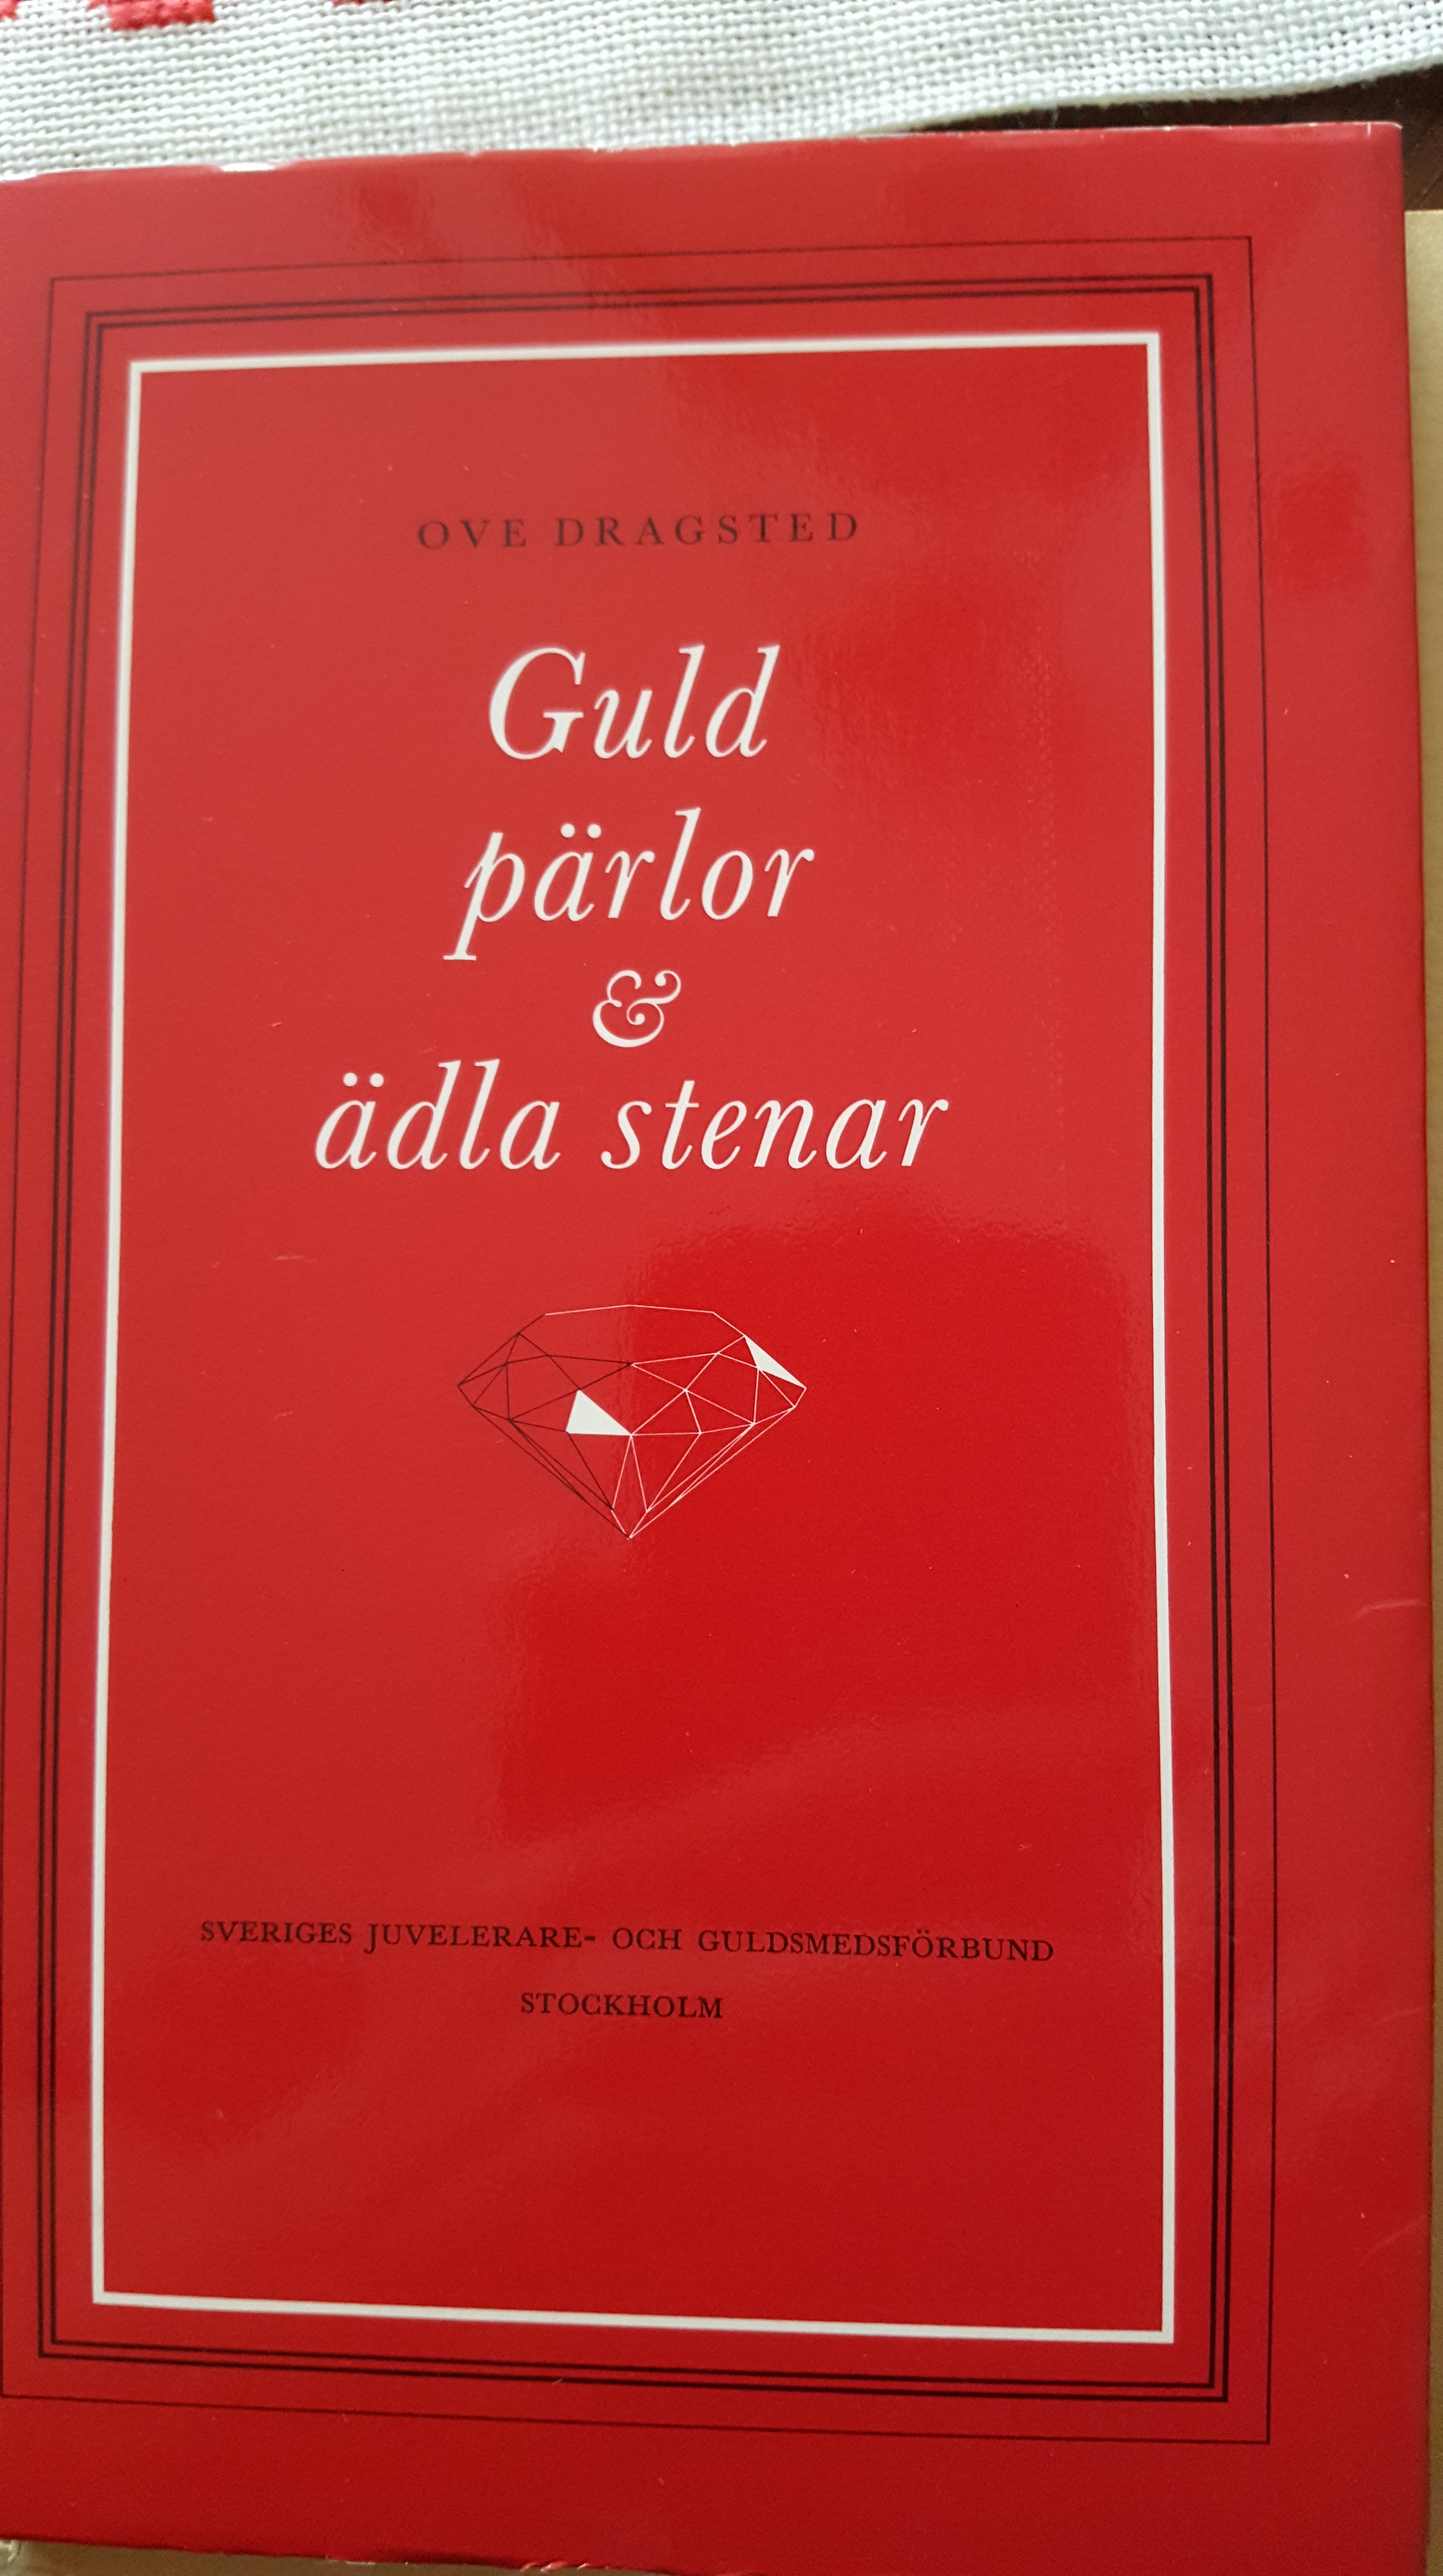 OVE DRAGSTED
Guld
pärlor
&
ädla stenar
SVERIGES JUVELERARE- OCH GULDSMEDSFÖRBUND
STOCKHOLM